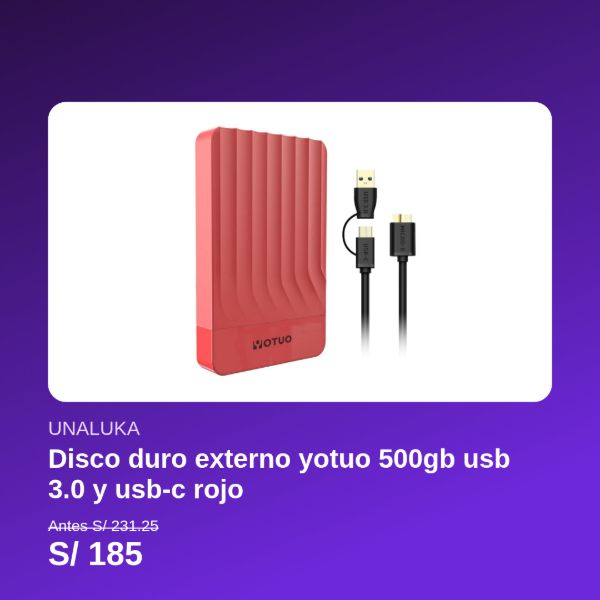 YOTUO
UNALUKA
Disco duro externo yotuo 500gb usb
3.0 y usb-c rojo
Antes S/ 231.25
S/ 185